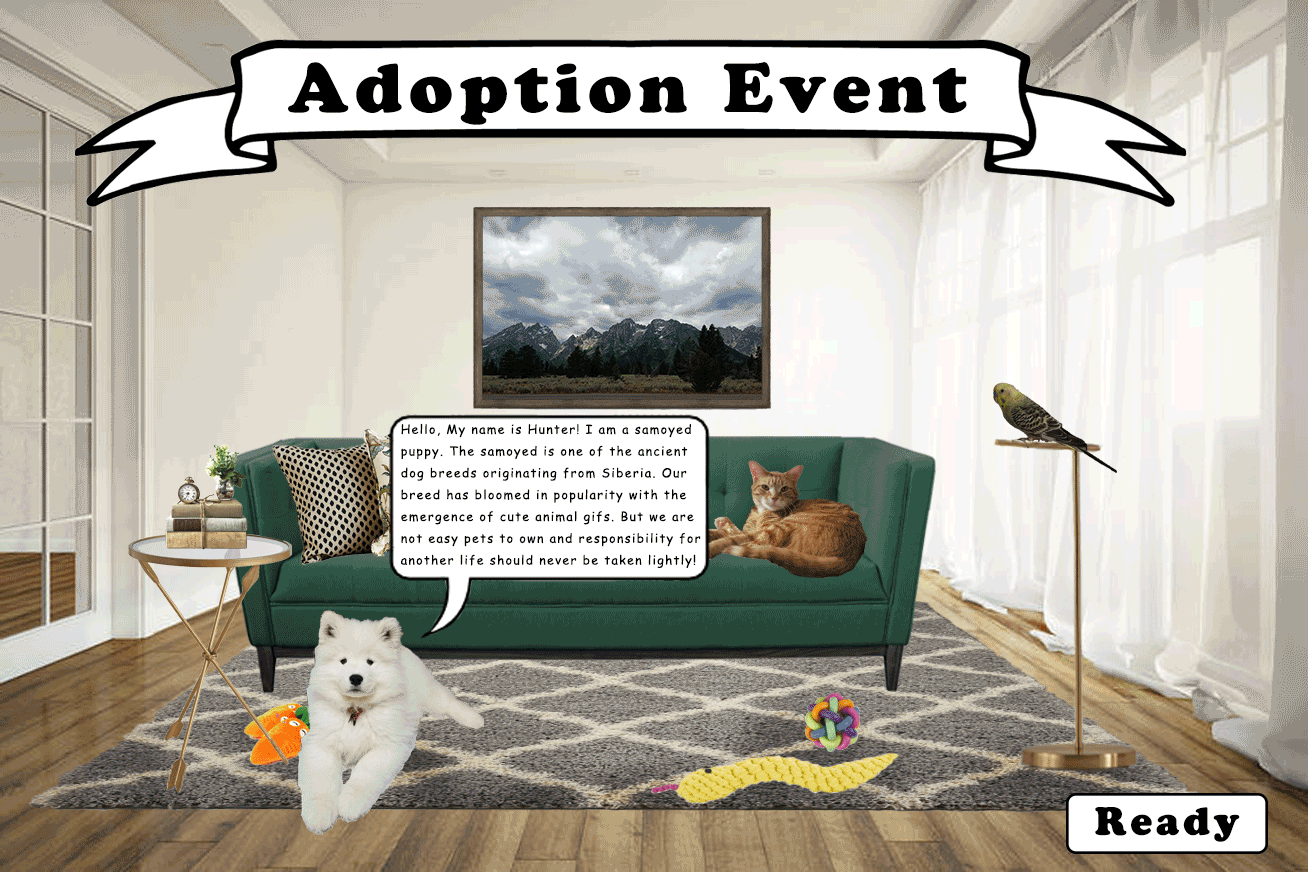 Adoption Event
Hello, My name is Hunter! I am a samoyed
puppy. The samoyed is one of the ancient
dog breeds originating from Siberia. Our
breed has bloomed in popularity with the
emergence of cute animal gifs. But we are
not easy pets to own and responsibility for
another life should never be taken lightly!
Ready